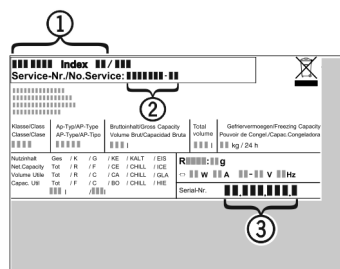 1
Index /
Service-Nr./No.Service: -
2
Klasse/Class Ap-Typ/AP-Type Bruttoinhalt/Gross Capacity Total Gefriervermoegen/Freezing Capacity
Classe/Clase AP-Type/AP-Tipo Volume Brut/Capacidad Bruta volume Pouvoir de Congel./Capac.Congeladora
l l kg / 24 h
Nutzinhalt Ges / K / G / KE / KALT / EIS
Net.Capacity Tot / R / F / CE / CHILL / ICE
Volume Utile Tot / R / C / CA / CHILL / GLA
Capac. Util Tot / F / C / BO / CHILL / HIE
l / l
R : g
W A - V Hz
Serial-Nr. . . .
3